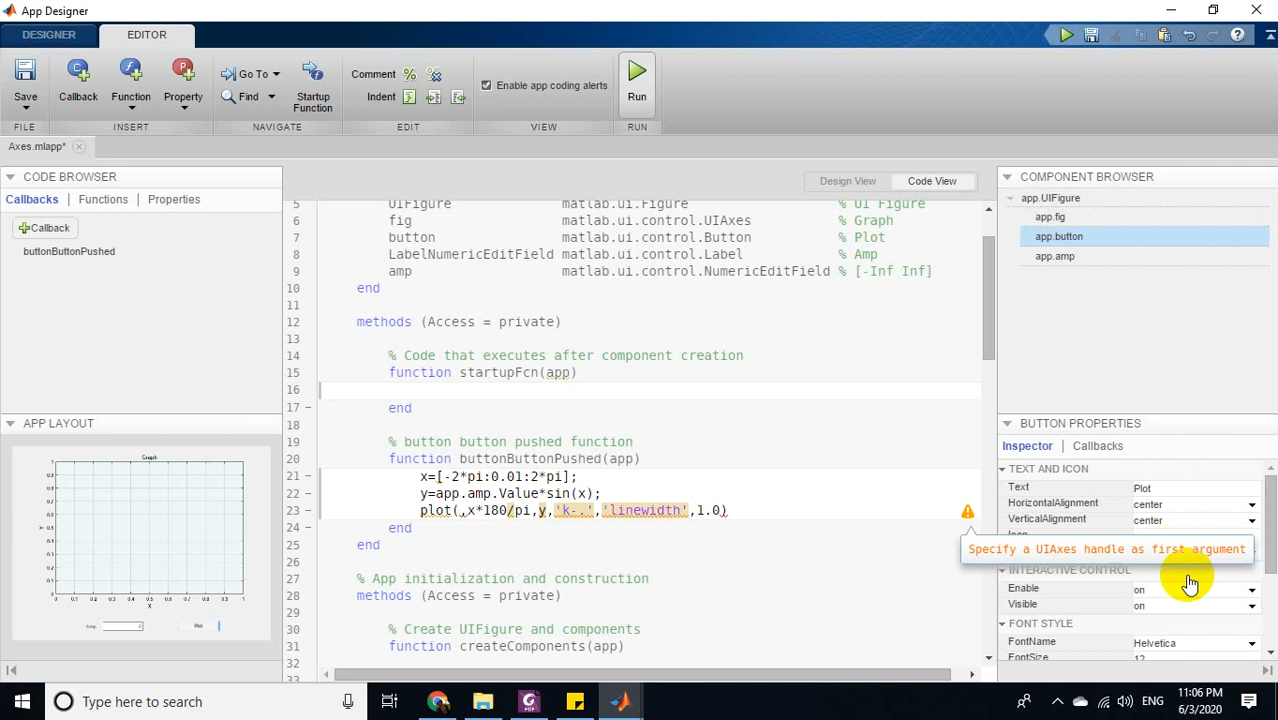 App Designer
DESIGNER
EDITOR
Save
Callback
Function
Property
Go To
Find
Startup
Function
Comment
Indent
Enable app coding alerts
Run
FILE
INSERT
NAVIGATE
EDIT
VIEW
RUN
Axes.mlapp*
CODE BROWSER
Callbacks
Functions
Properties
Callback
buttonButtonPushed
APP LAYOUT
Graph
Amp
Plot
Design View
Code View
5 UIFigure matlab.ui.Figure % UI Figure
6 fig matlab.ui.control.UIAxes % Graph
7 button matlab.ui.control.Button % Plot
8 LabelNumericEditField matlab.ui.control.Label % Amp
9 amp matlab.ui.control.NumericEditField % [-Inf Inf]
10 end
11
12 methods (Access = private)
13
14 % Code that executes after component creation
15 function startupFcn(app)
16
17 end
18
19 % button button pushed function
20 function buttonButtonPushed(app)
21 x=[-2*pi:0.01:2*pi];
22 y=app.amp.Value*sin(x);
23 plot(,x*180/pi,y,'k-.','linewidth',1.0)
24 end
25 end
26
27 % App initialization and construction
28 methods (Access = private)
29
30 % Create UIFigure and components
31 function createComponents(app)
32
33
COMPONENT BROWSER
app.UIFigure
app.fig
app.button
app.amp
BUTTON PROPERTIES
Inspector
Callbacks
TEXT AND ICON
Text Plot
HorizontalAlignment center
VerticalAlignment center
Icon
Specify a UIAxes handle as first argument
INTERACTIVE CONTROL
Enable on
Visible on
FONT STYLE
FontName Helvetica
FontSize 12
Type here to search
ENG
11:06 PM
6/3/2020